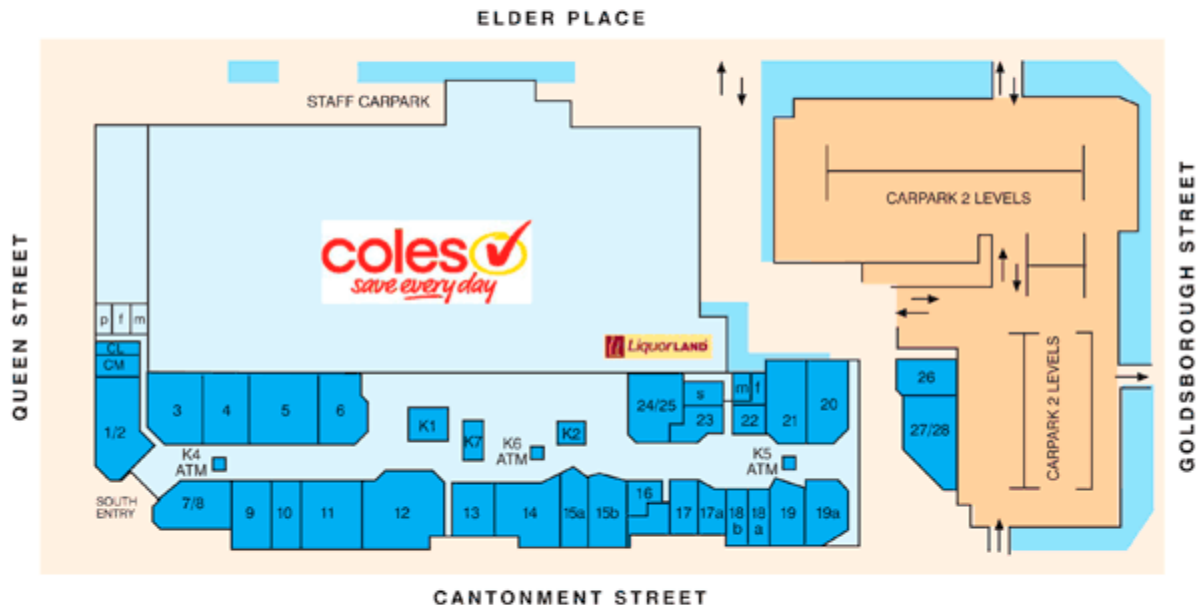 ELDER PLACE
STAFF CARPARK
CARPARK 2 LEVELS
GOLDSBOROUGH STREET
QUEEN STREET
coles
save every day
p f m
LIQUORLAND
CL
CM
1/2
3
4
5
6
K1
K7
K6
ATM
K2
24/25
s
23
m f
22
21
20
26
27/28
CARPARK 2 LEVELS
K4
ATM
K5
ATM
SOUTH
ENTRY
7/8
9
10
11
12
13
14
15a
15b
16
17
17a
18
b
18
a
19
19a
CANTONMENT STREET